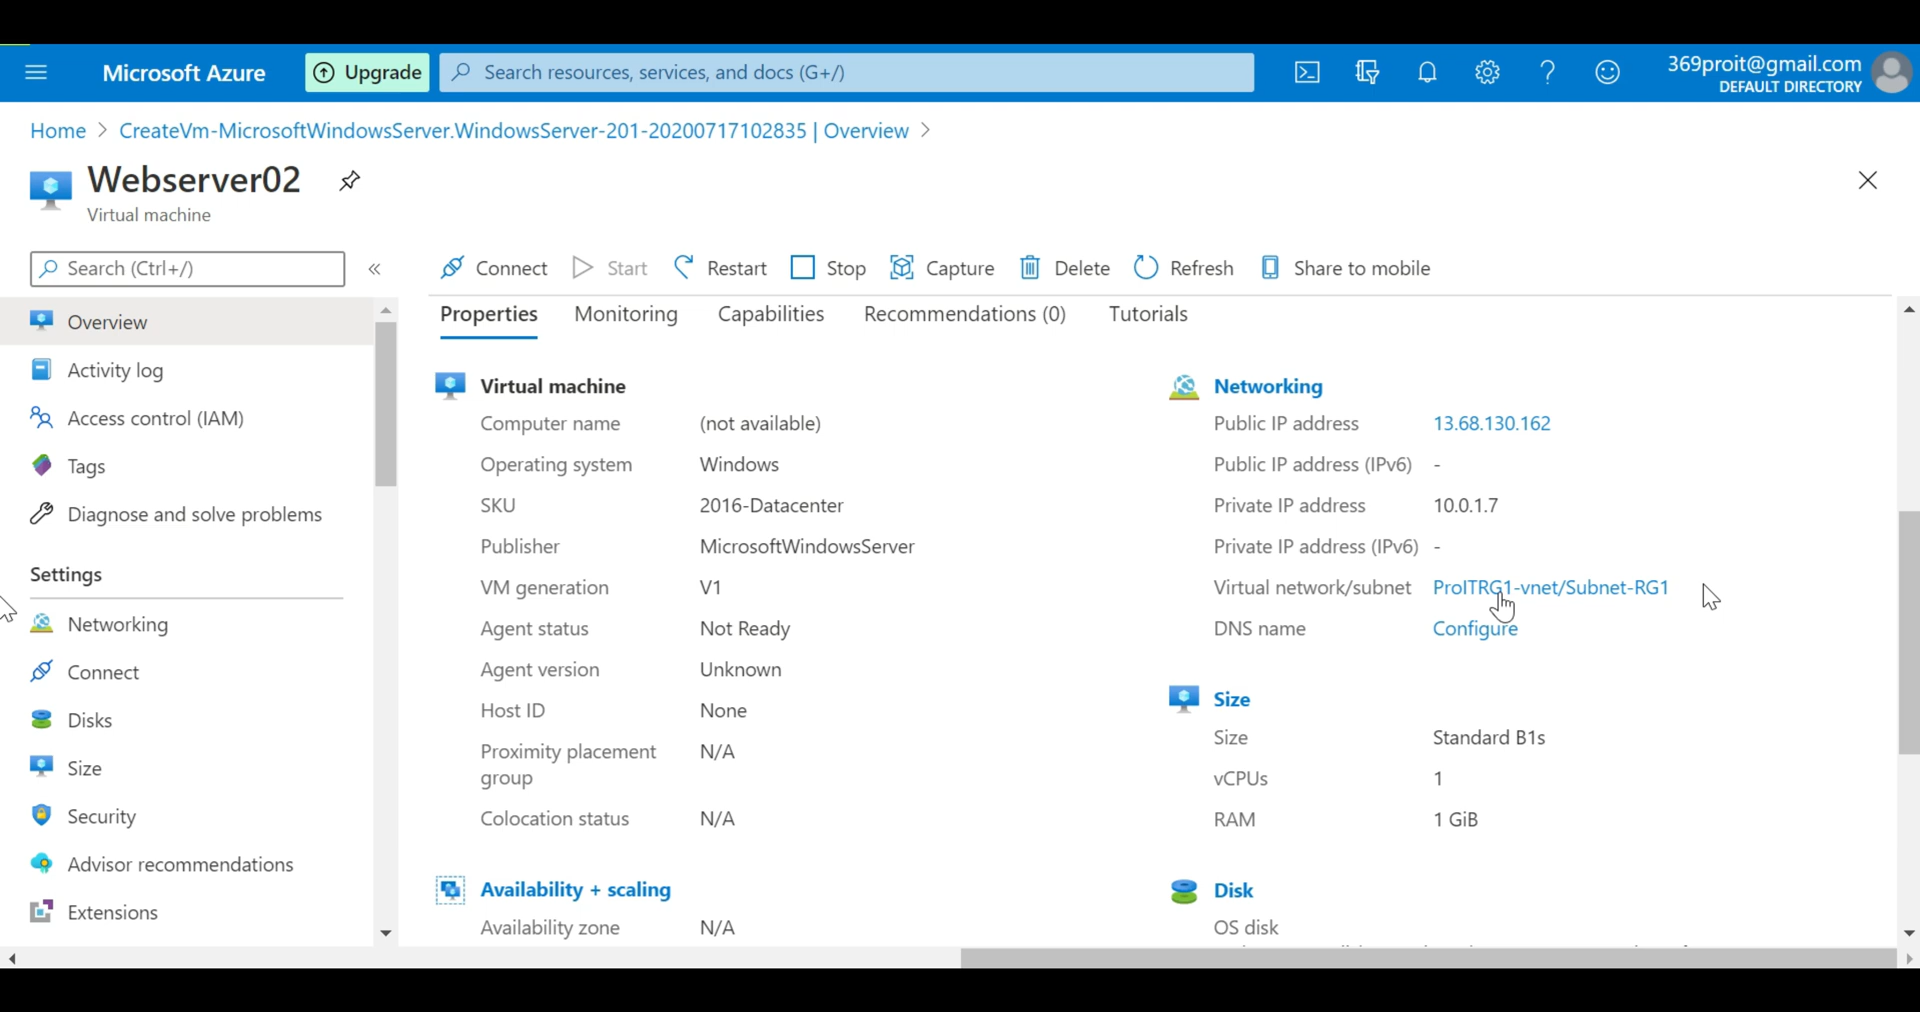 Microsoft Azure
Upgrade
Search resources, services, and docs (G+/)
369proit@gmail.com
DEFAULT DIRECTORY
Home > CreateVm-MicrosoftWindowsServer.WindowsServer-201-20200717102835 | Overview >
Webserver02
Virtual machine
Search (Ctrl+/)
«
Connect
Start
Restart
Stop
Capture
Delete
Refresh
Share to mobile
Overview
Activity log
Access control (IAM)
Tags
Diagnose and solve problems
Settings
Networking
Connect
Disks
Size
Security
Advisor recommendations
Extensions
Properties
Monitoring
Capabilities
Recommendations (0)
Tutorials
Virtual machine
Computer name (not available)
Operating system Windows
SKU 2016-Datacenter
Publisher MicrosoftWindowsServer
VM generation V1
Agent status Not Ready
Agent version Unknown
Host ID None
Proximity placement N/A
group
Colocation status N/A
Availability + scaling
Availability zone N/A
Networking
Public IP address 13.68.130.162
Public IP address (IPv6) -
Private IP address 10.0.1.7
Private IP address (IPv6) -
Virtual network/subnet ProITRG1-vnet/Subnet-RG1
DNS name Configure
Size
Size Standard B1s
vCPUs 1
RAM 1 GiB
Disk
OS disk